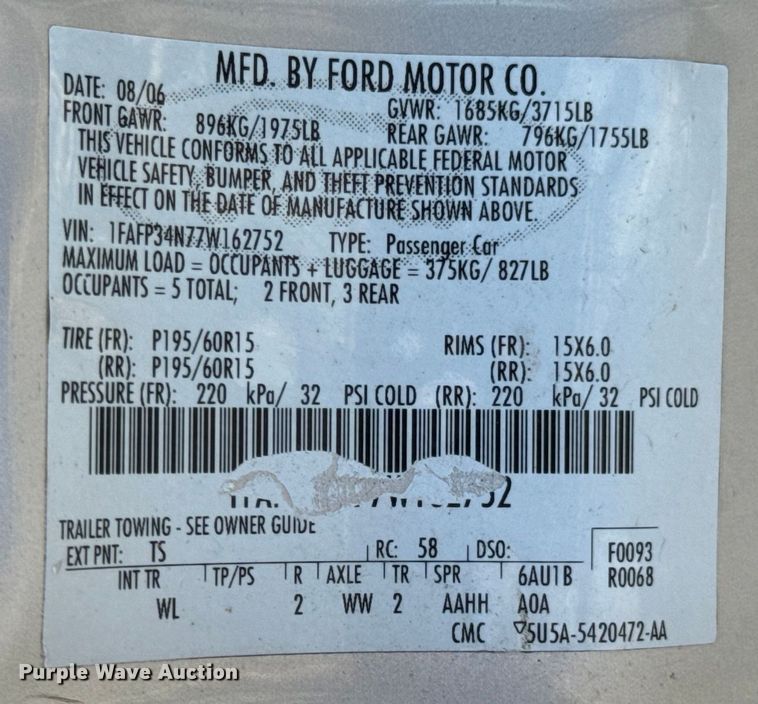 MFD. BY FORD MOTOR CO.
DATE: 08/06 GVWR: 1685KG/3715LB
FRONT GAWR: 896KG/1975LB REAR GAWR: 796KG/1755LB
THIS VEHICLE CONFORMS TO ALL APPLICABLE FEDERAL MOTOR
VEHICLE SAFETY, BUMPER, AND THEFT PREVENTION STANDARDS
IN EFFECT ON THE DATE OF MANUFACTURE SHOWN ABOVE.
VIN: 1FAFP34N77W162752 TYPE: Passenger Car
MAXIMUM LOAD = OCCUPANTS + LUGGAGE = 375KG/ 827LB
OCCUPANTS = 5 TOTAL; 2 FRONT, 3 REAR
TIRE (FR): P195/60R15 RIMS (FR): 15X6.0
(RR): P195/60R15 (RR): 15X6.0
PRESSURE (FR): 220 kPa/ 32 PSI COLD (RR): 220 kPa/ 32 PSI COLD
TRAILER TOWING - SEE OWNER GUIDE
EXT PNT: TS RC: 58 DSO: F0093
INT TR TP/PS R AXLE TR SPR 6AU1B R0068
WL 2 WW 2 AAHH A0A
CMC ▽5U5A-5420472-AA
Purple Wave Auction